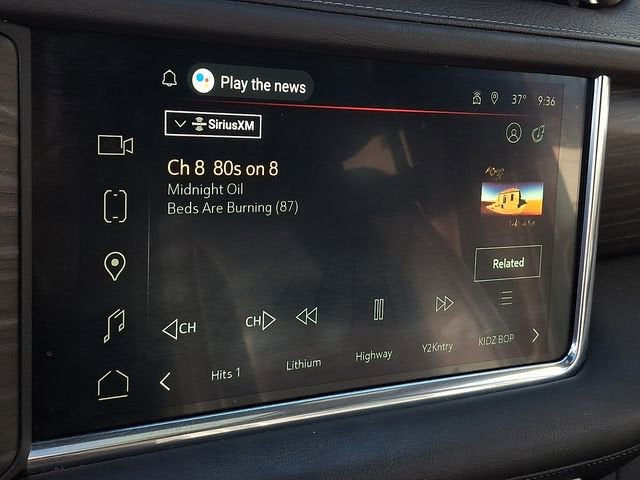 Play the news
37° 9:36
SiriusXM
Ch 8 80s on 8
Midnight Oil
Beds Are Burning (87)
Related
CH
CH
Hits 1
Lithium
Highway
Y2Kntry
KIDZ BOP